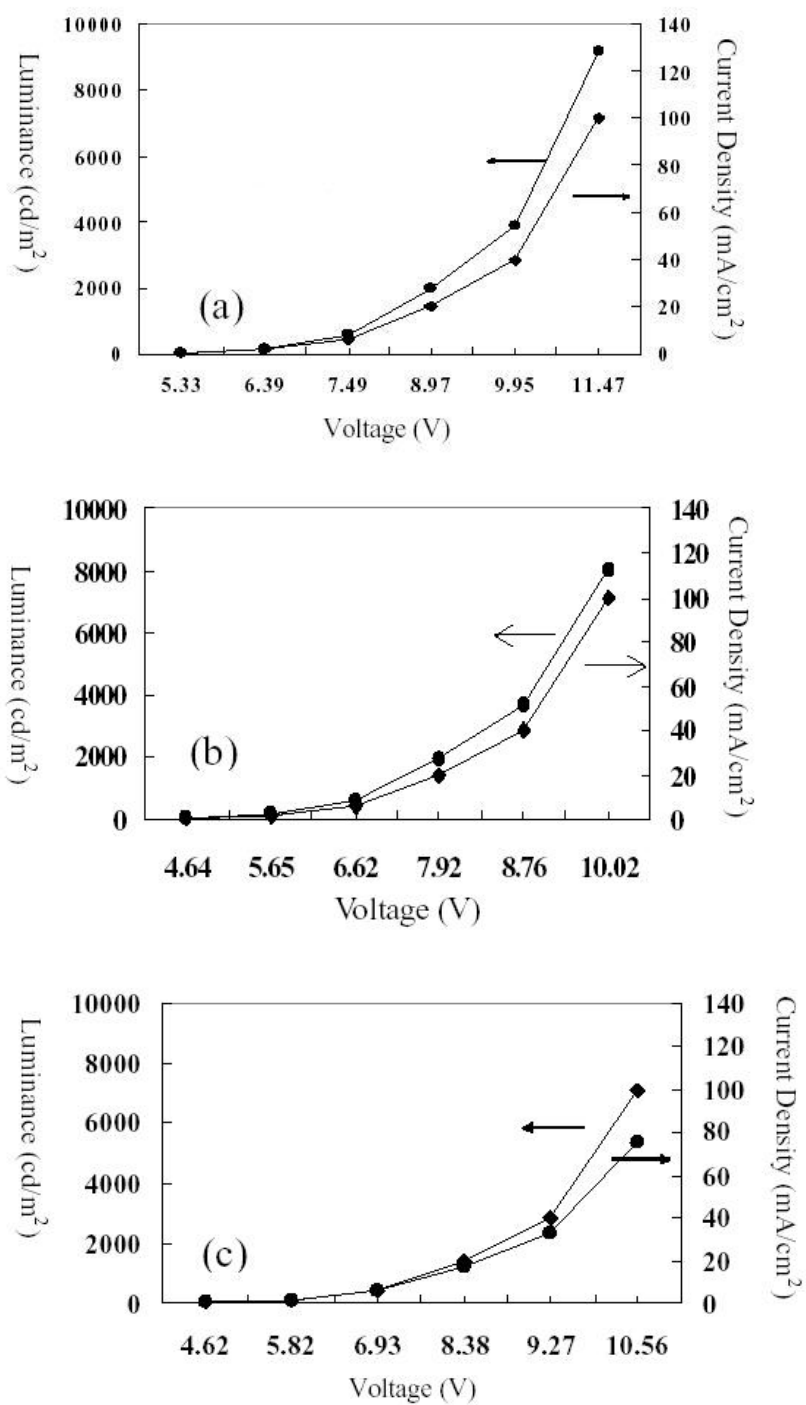 10000
8000
6000
4000
2000
0
Luminance (cd/m²)
140
120
100
80
60
40
20
0
Current Density (mA/cm²)
(a)
5.33 6.39 7.49 8.97 9.95 11.47
Voltage (V)
10000
8000
6000
4000
2000
0
Luminance (cd/m²)
140
120
100
80
60
40
20
0
Current Density (mA/cm²)
(b)
4.64 5.65 6.62 7.92 8.76 10.02
Voltage (V)
10000
8000
6000
4000
2000
0
Luminance (cd/m²)
140
120
100
80
60
40
20
0
Current Density (mA/cm²)
(c)
4.62 5.82 6.93 8.38 9.27 10.56
Voltage (V)